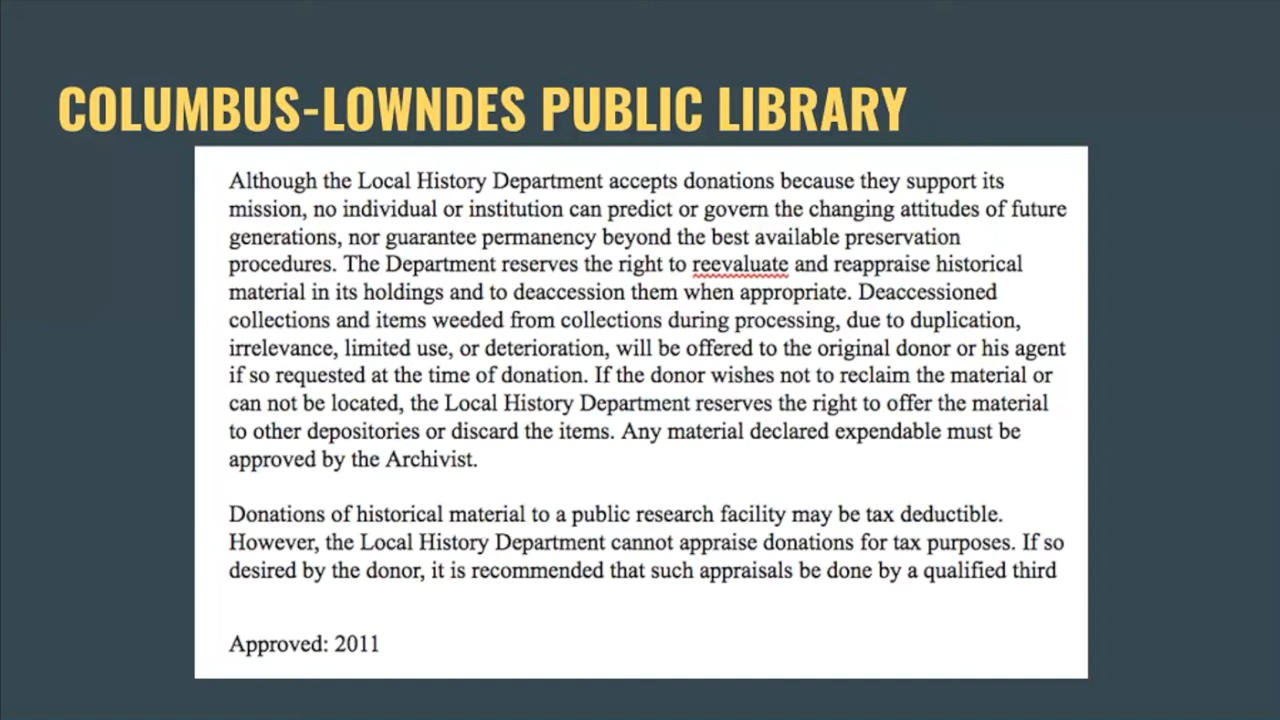 COLUMBUS-LOWNDES PUBLIC LIBRARY
Although the Local History Department accepts donations because they support its
mission, no individual or institution can predict or govern the changing attitudes of future
generations, nor guarantee permanency beyond the best available preservation
procedures. The Department reserves the right to reevaluate and reappraise historical
material in its holdings and to deaccession them when appropriate. Deaccessioned
collections and items weeded from collections during processing, due to duplication,
irrelevance, limited use, or deterioration, will be offered to the original donor or his agent
if so requested at the time of donation. If the donor wishes not to reclaim the material or
can not be located, the Local History Department reserves the right to offer the material
to other depositories or discard the items. Any material declared expendable must be
approved by the Archivist.
Donations of historical material to a public research facility may be tax deductible.
However, the Local History Department cannot appraise donations for tax purposes. If so
desired by the donor, it is recommended that such appraisals be done by a qualified third
Approved: 2011